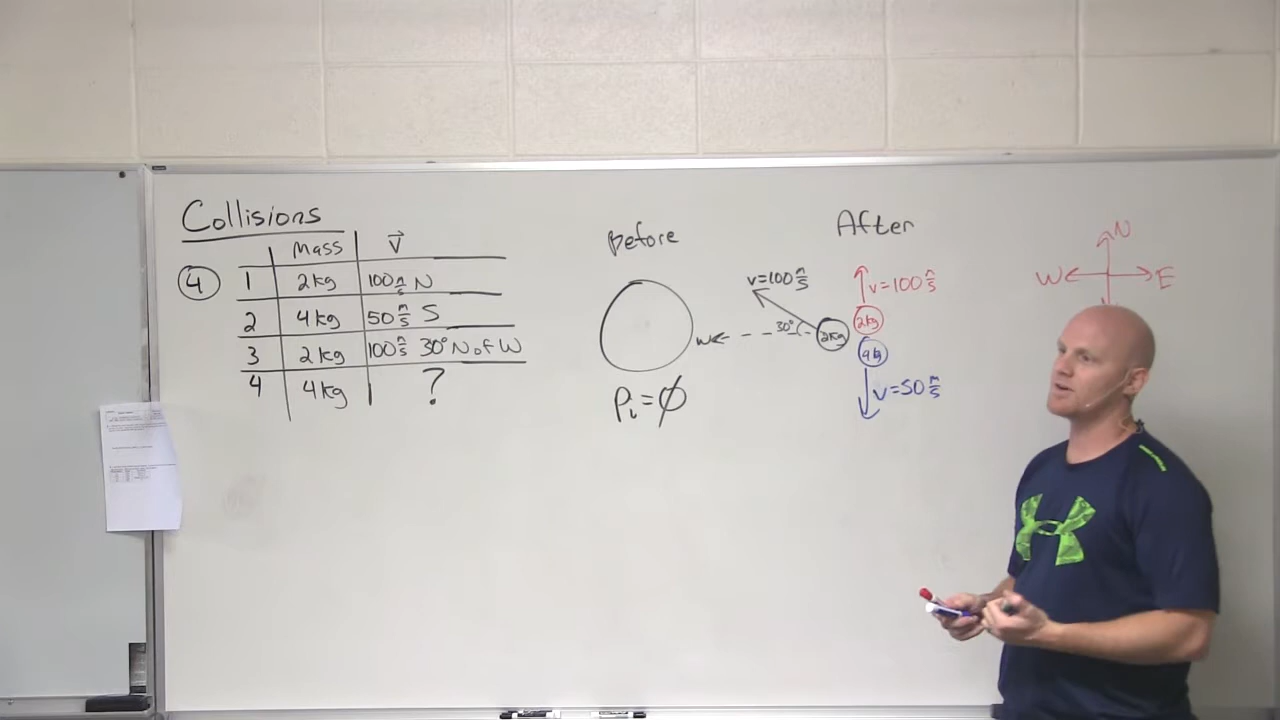 Collisions
Mass v
4
1 2kg 100 m/s N
2 4kg 50 m/s S
3 2kg 100 m/s 30° N of W
4 4kg ?
Before
Pi = ∅
After
v=100 m/s
30°
W
2kg
v=100 m/s
2kg
4kg
v=50 m/s
N
W E